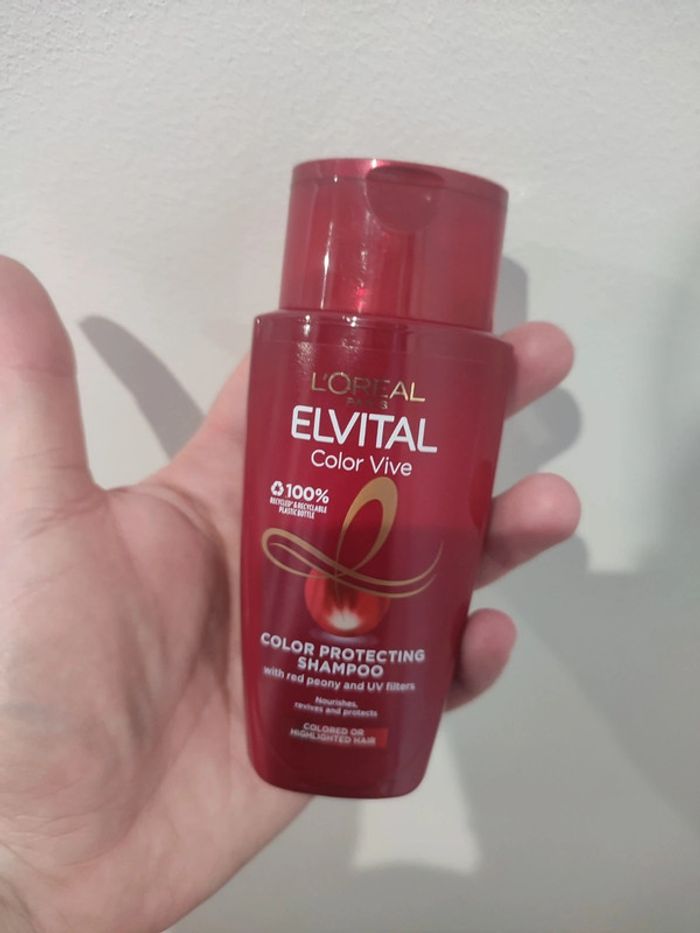 L'ORÉAL
PARIS
ELVITAL
Color Vive
100%
RECYCLED* & RECYCLABLE
PLASTIC BOTTLE
COLOR PROTECTING
SHAMPOO
with red peony and UV filters
Nourishes,
revives and protects
COLORED OR
HIGHLIGHTED HAIR